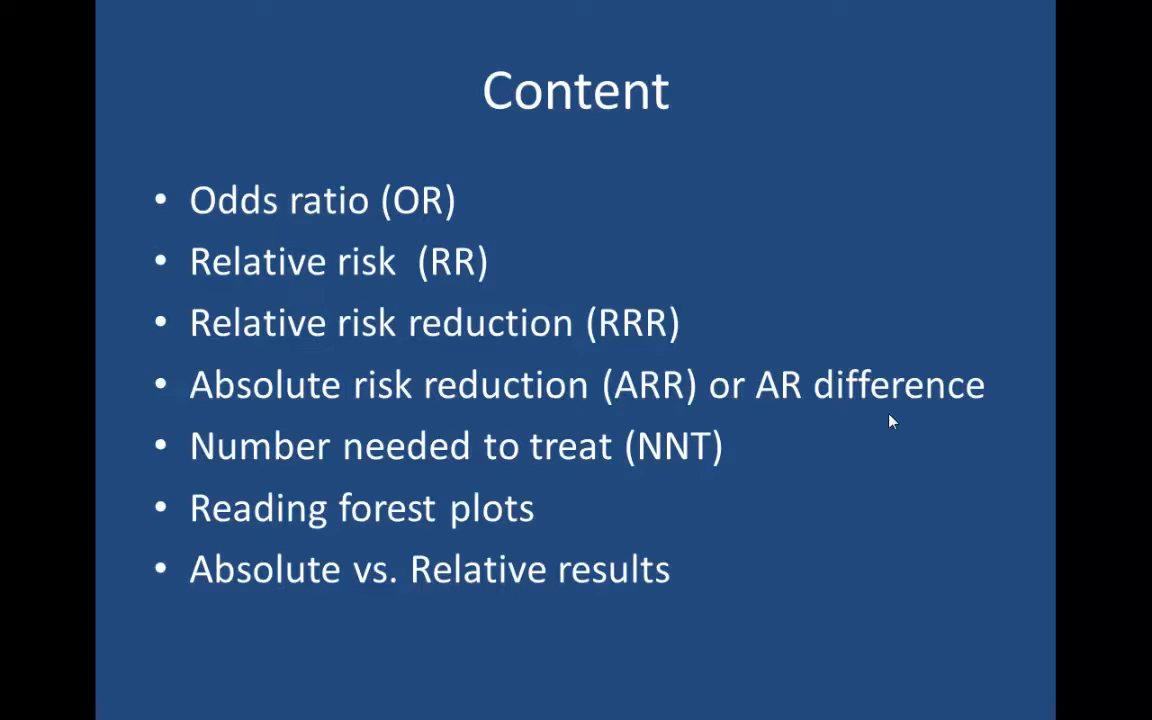 Content
• Odds ratio (OR)
• Relative risk  (RR)
• Relative risk reduction (RRR)
• Absolute risk reduction (ARR) or AR difference
• Number needed to treat (NNT)
• Reading forest plots
• Absolute vs. Relative results